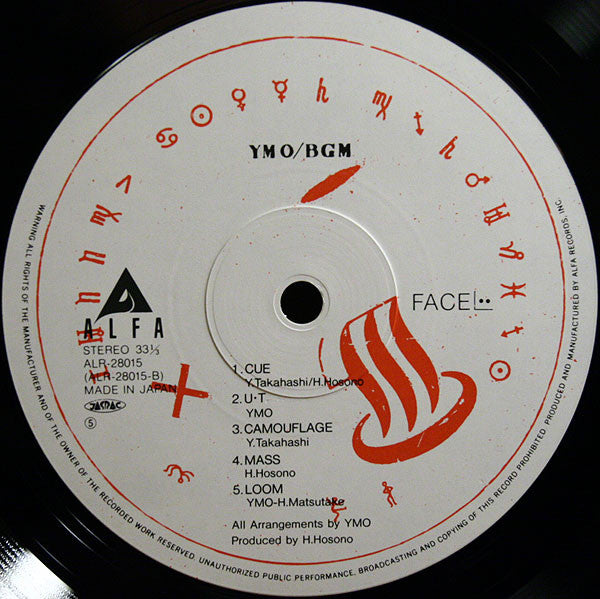 YMO/BGM
FACE
ALFA
STEREO 33⅓
ALR-28015
(ALR-28015-B)
MADE IN JAPAN
JASRAC
⑤
1. CUE
Y.Takahashi/H.Hosono
2. U·T
YMO
3. CAMOUFLAGE
Y.Takahashi
4. MASS
H.Hosono
5. LOOM
YMO-H.Matsutake
All Arrangements by YMO
Produced by H.Hosono
WARNING: ALL RIGHTS OF THE MANUFACTURER AND OF THE OWNER OF THE RECORDED WORK RESERVED. UNAUTHORIZED PUBLIC PERFORMANCE, BROADCASTING AND COPYING OF THIS RECORD PROHIBITED. PRODUCED AND MANUFACTURED BY ALFA RECORDS, INC.